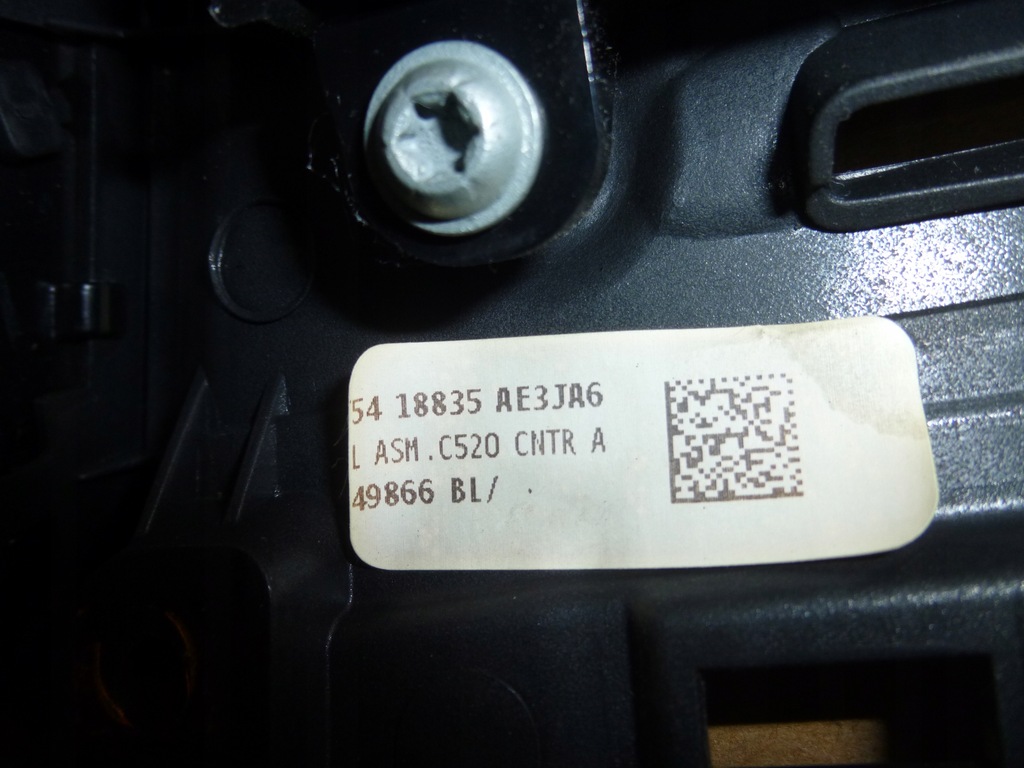 54 18835 AE3JA6
L ASM.C520 CNTR A
49866 BL/